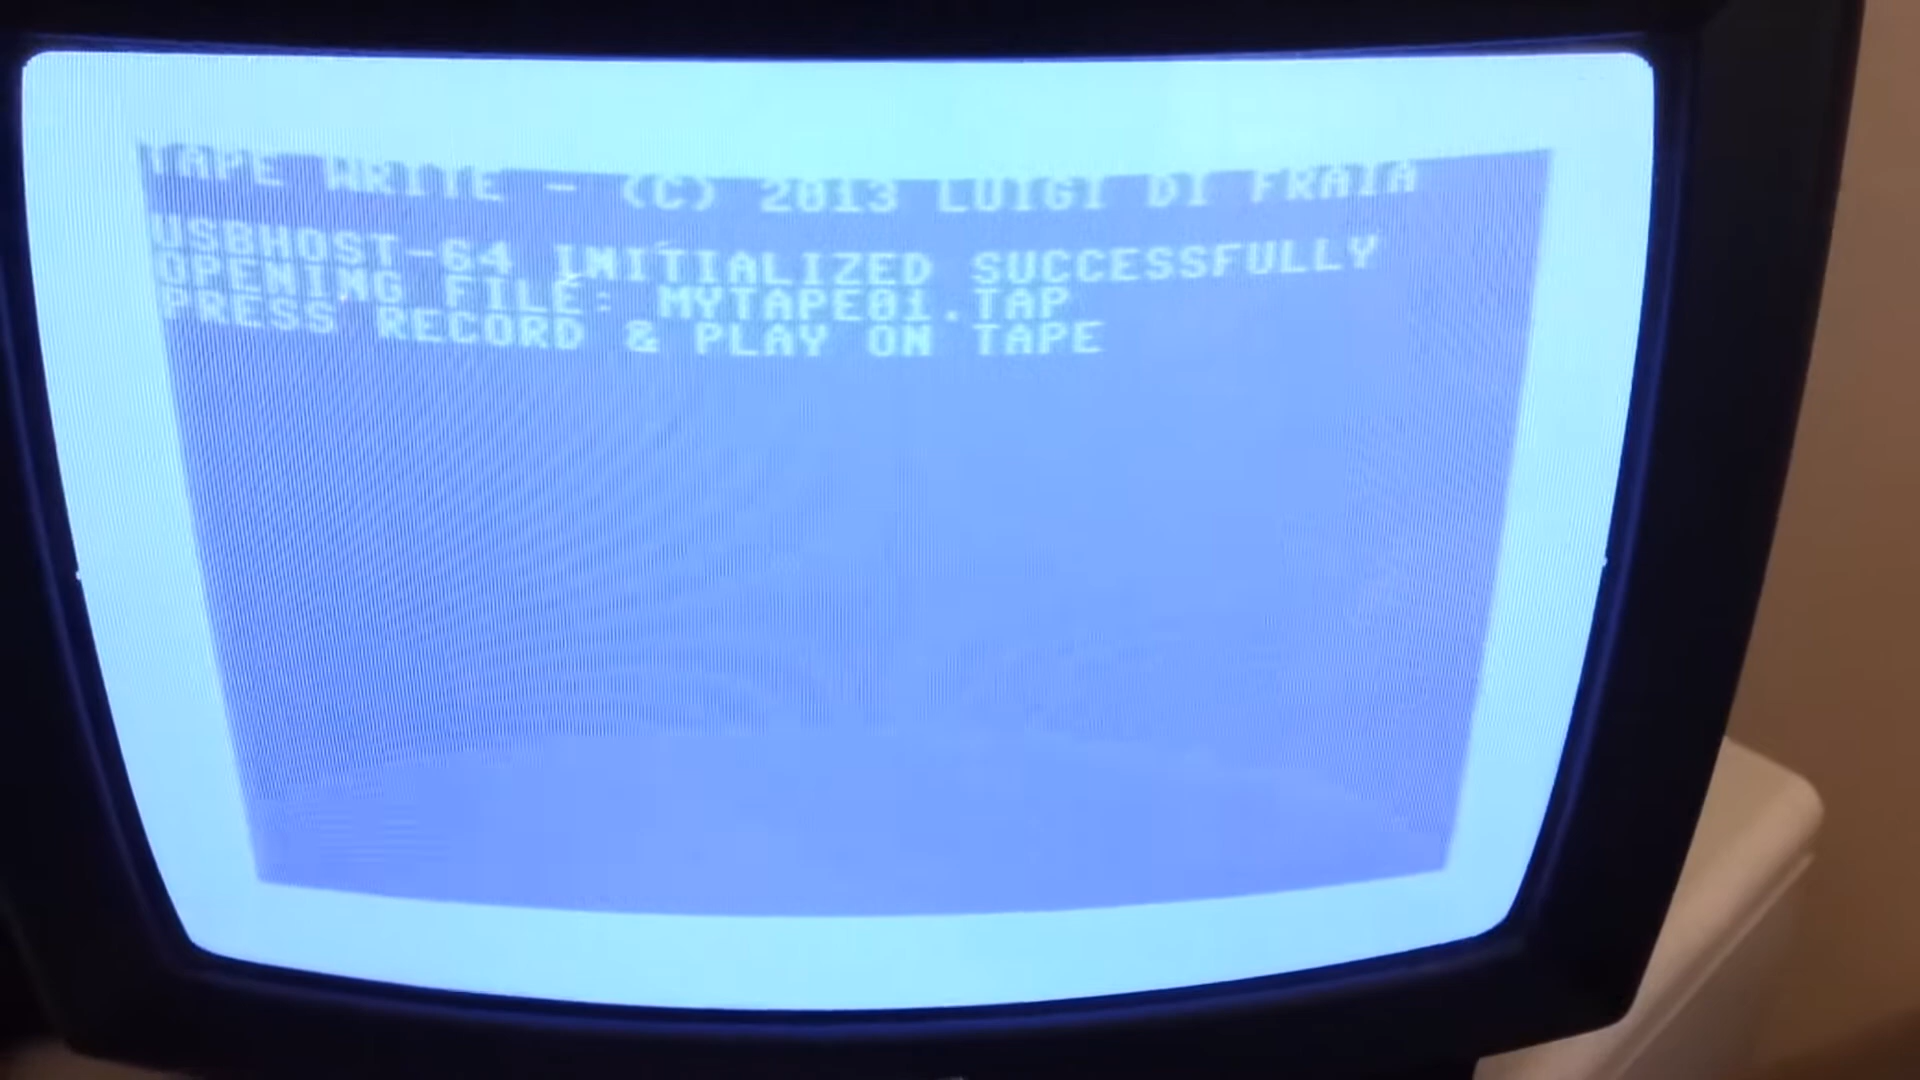 TAPE WRITE - (C) 2013 LUIGI DI FRAIA
USBHOST-64 INITIALIZED SUCCESSFULLY
OPENING FILE: MYTAPE01.TAP
PRESS RECORD & PLAY ON TAPE